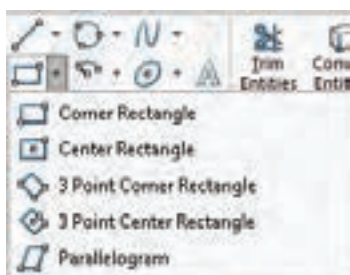 Trim
Entities
Corner Rectangle
Center Rectangle
3 Point Corner Rectangle
3 Point Center Rectangle
Parallelogram